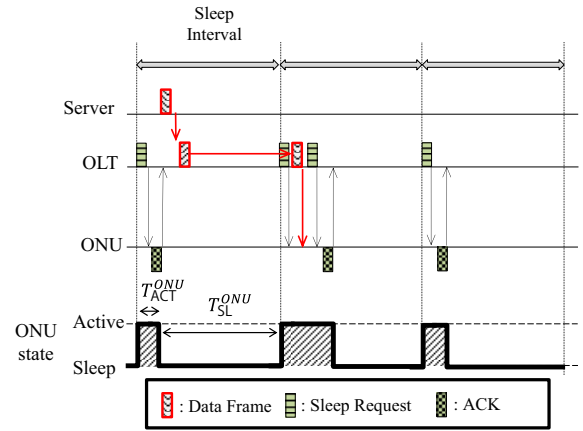 Sleep
Interval
Server
OLT
ONU
T_ACT^ONU
T_SL^ONU
Active
ONU
state
Sleep
: Data Frame
: Sleep Request
: ACK